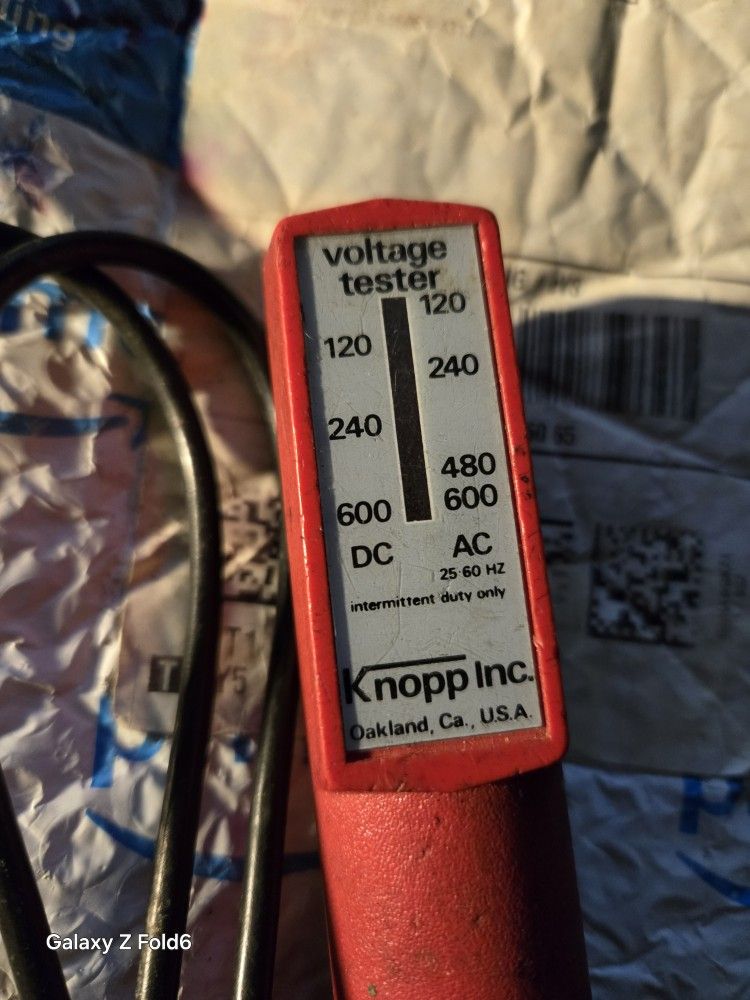 voltage
tester
120
120
240
240
480
600
600
DC
AC
25-60 HZ
intermittent duty only
Knopp Inc.
Oakland, Ca., U.S.A.
Galaxy Z Fold6